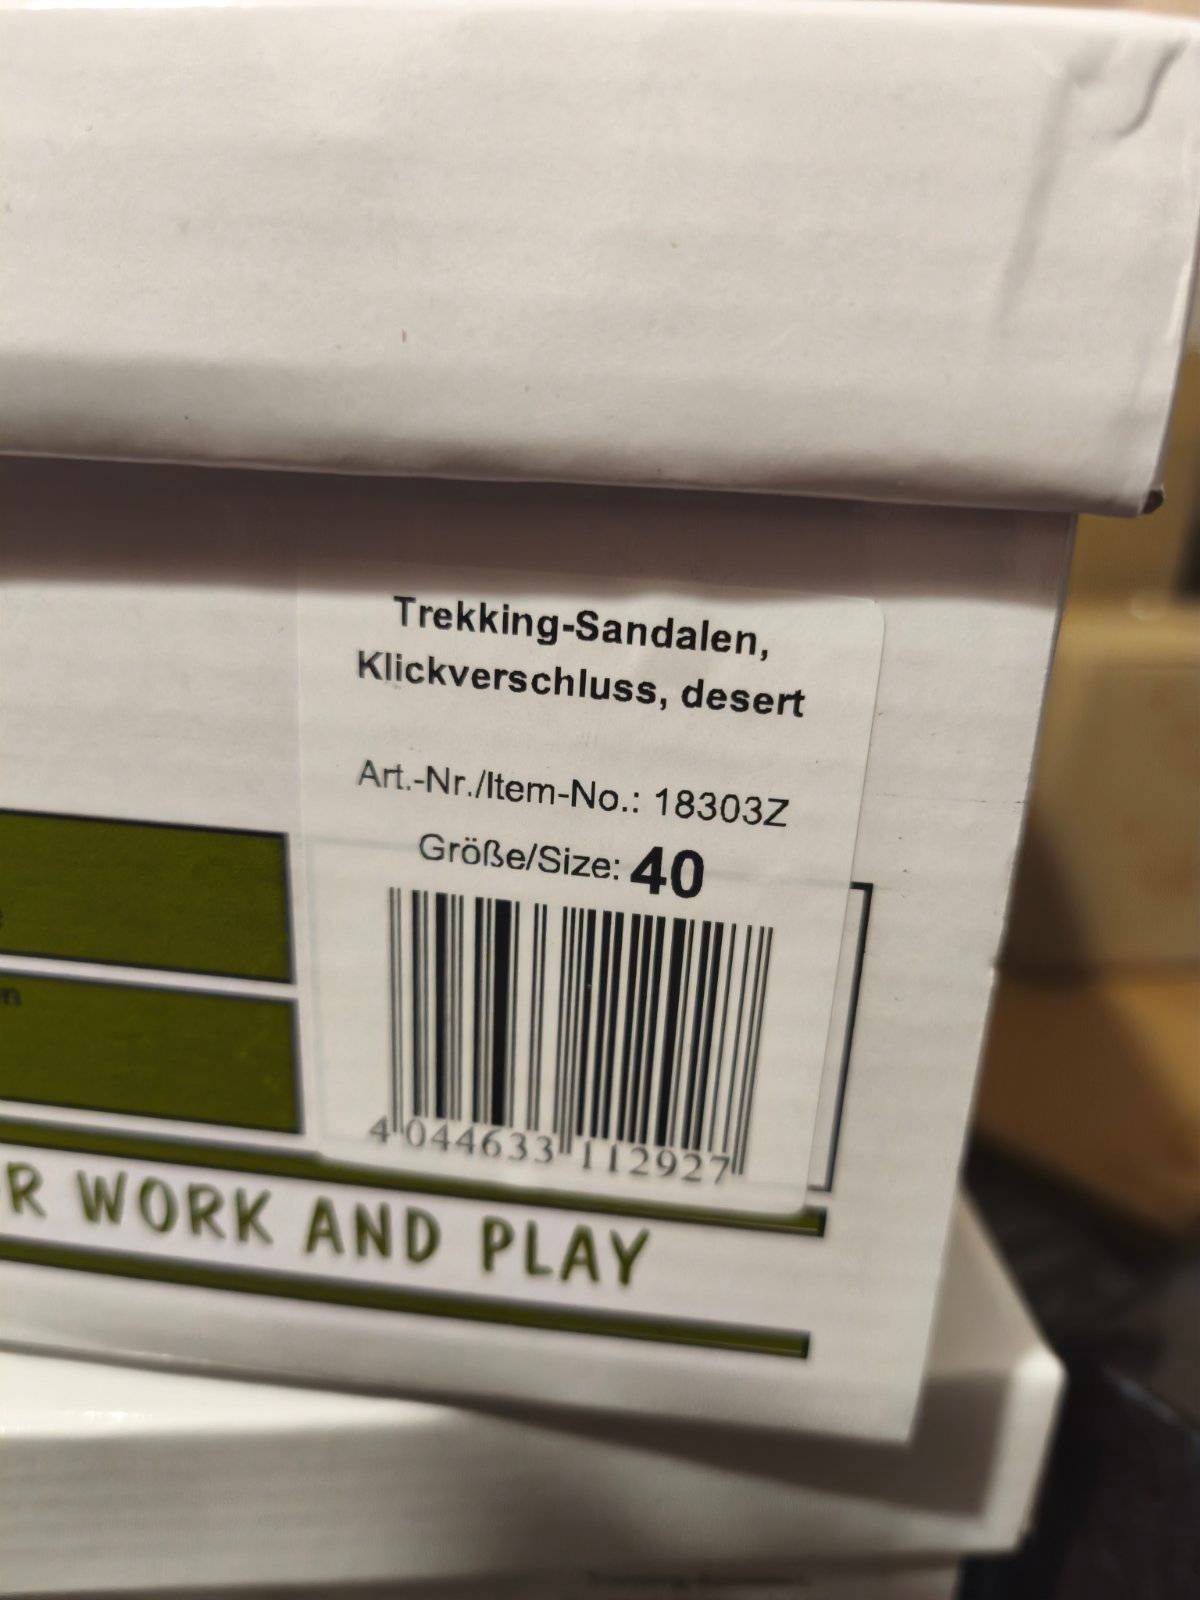 Trekking-Sandalen,
Klickverschluss, desert
Art.-Nr./Item-No.: 18303Z
Größe/Size: 40
4 044633 112927
R WORK AND PLAY